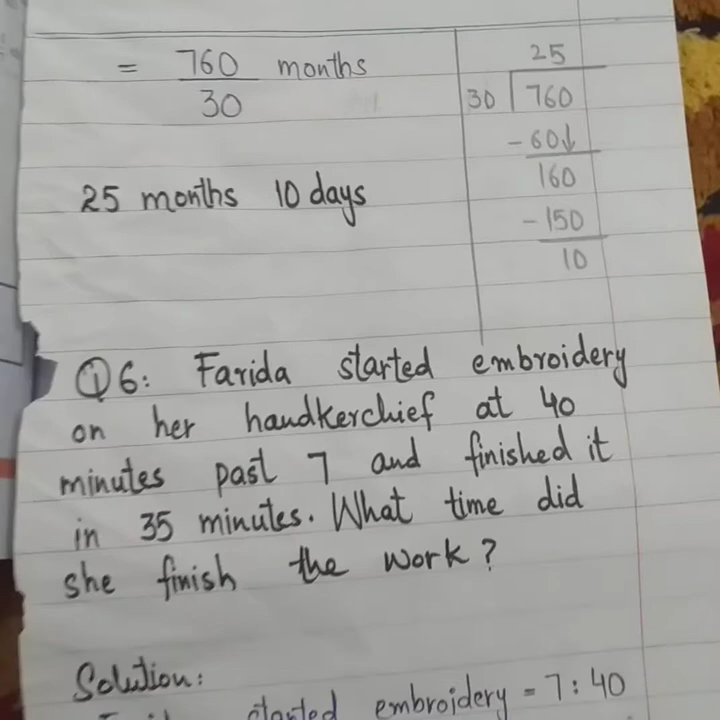 = 760 months
30
25
30 760
- 60↓
160
- 150
10
25 months 10 days
Q6: Farida started embroidery
on her handkerchief at 40
minutes past 7 and finished it
in 35 minutes. What time did
she finish the work?
Solution:
started embroidery = 7:40